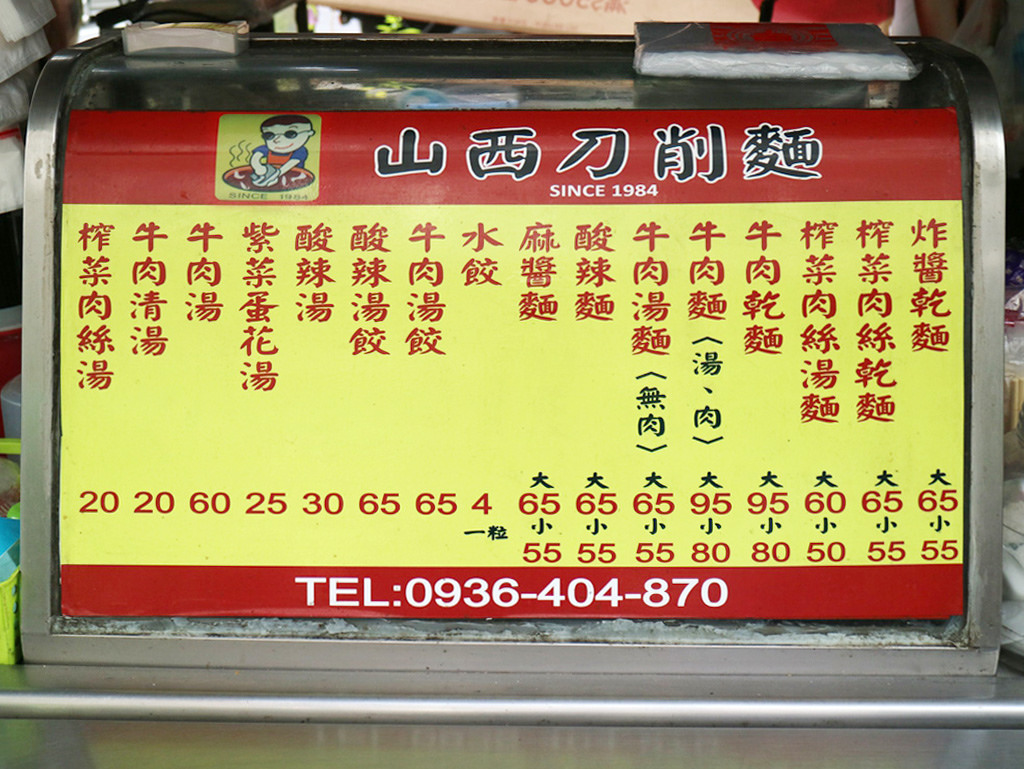 山西刀削麵
SINCE 1984
SINCE 1984
炸醬乾麵 大 65 小 55
榨菜肉絲乾麵 大 65 小 55
榨菜肉絲湯麵 大 60 小 50
牛肉乾麵 大 95 小 80
牛肉麵〈湯、肉〉 大 95 小 80
牛肉湯麵〈無肉〉 大 65 小 55
酸辣麵 大 65 小 55
麻醬麵 大 65 小 55
水餃 4 一粒
牛肉湯餃 65
酸辣湯餃 65
酸辣湯 30
紫菜蛋花湯 25
牛肉湯 60
牛肉清湯 20
榨菜肉絲湯 20
TEL:0936-404-870